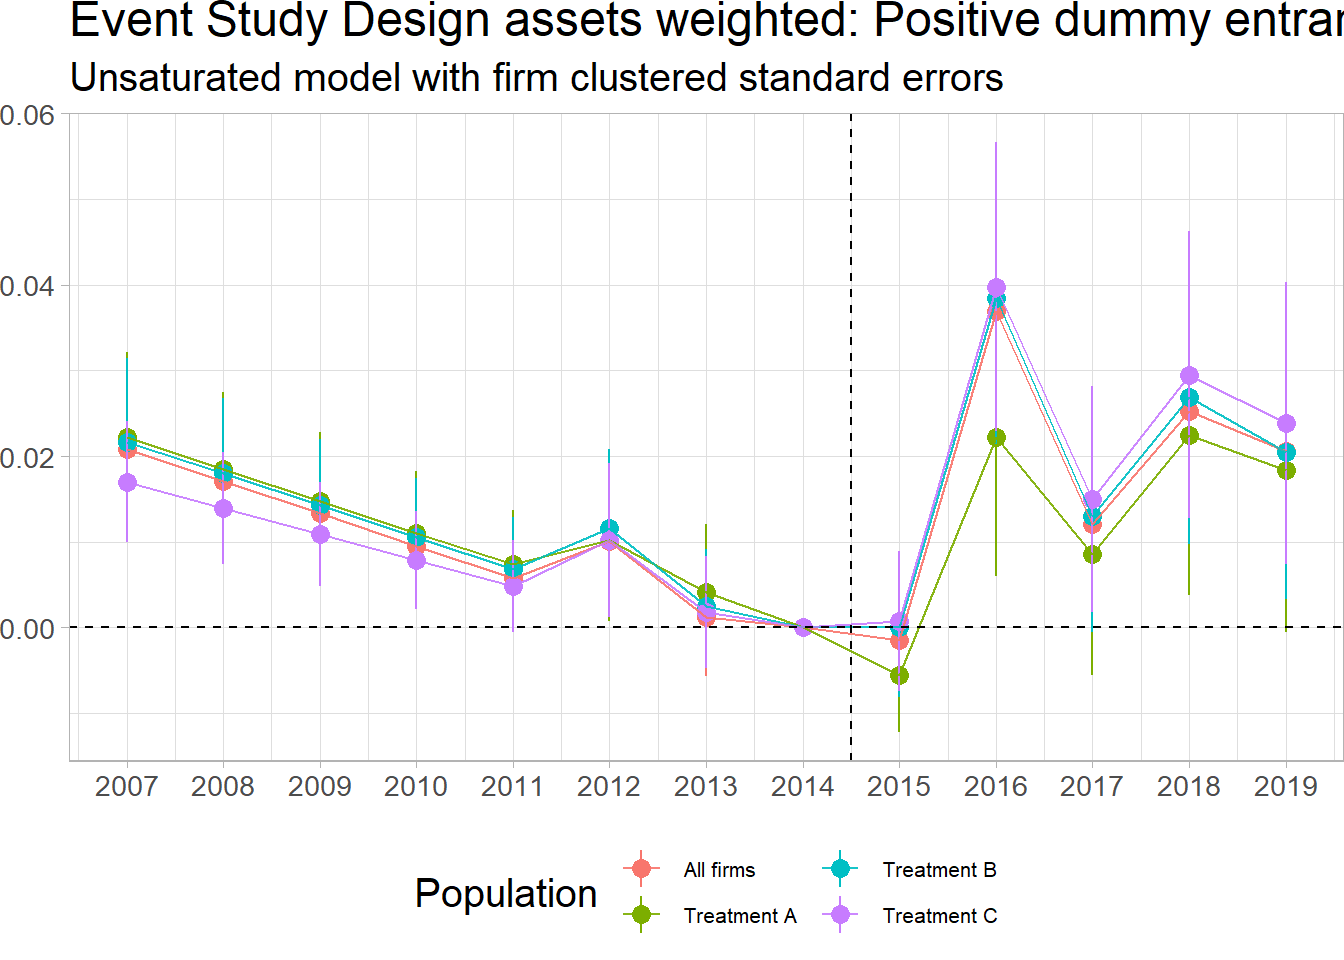 Event Study Design assets weighted: Positive dummy
Unsaturated model with firm clustered standard errors
0.06
0.04
0.02
0.00
2007 2008 2009 2010 2011 2012 2013 2014 2015 2016 2017 2018 2019
Population
All firms
Treatment A
Treatment B
Treatment C